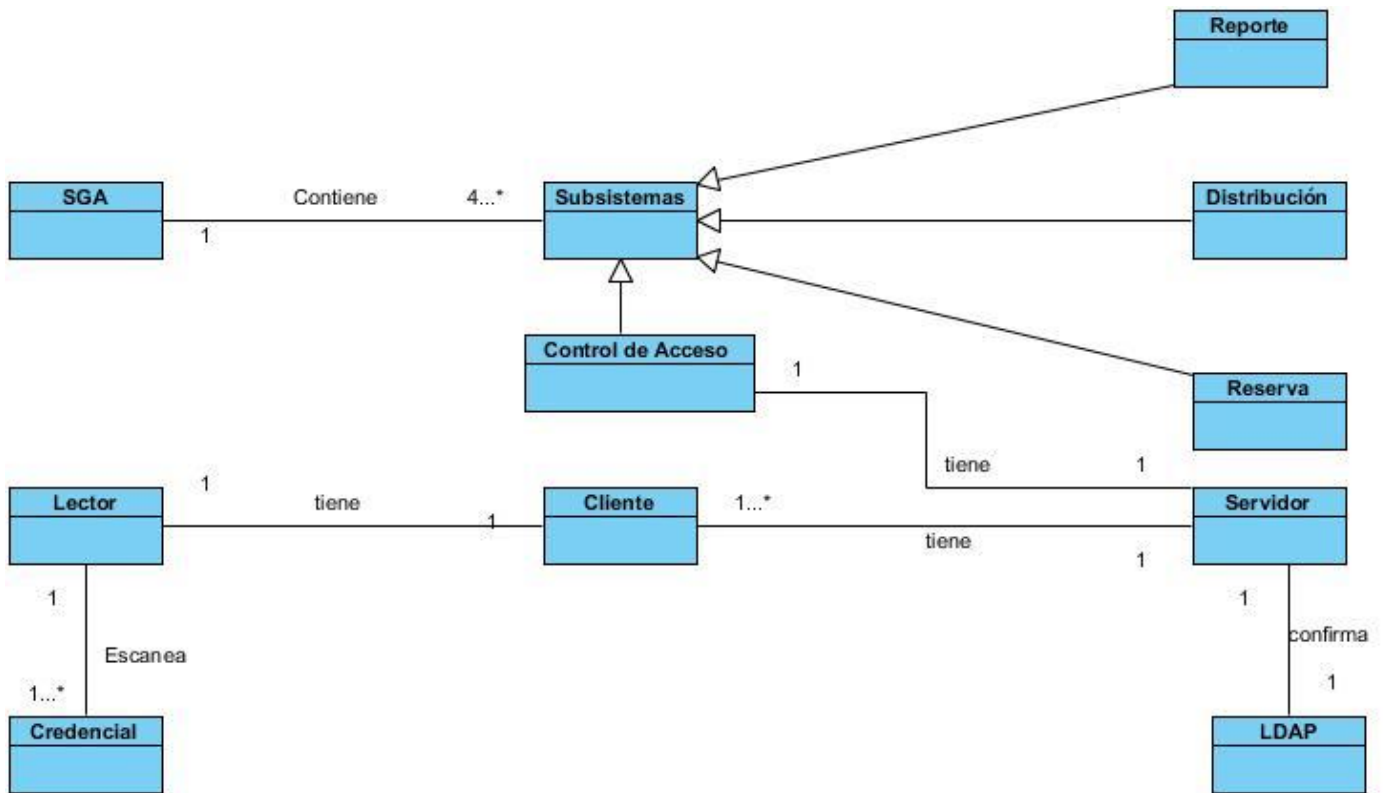 Reporte
SGA
Contiene
4...*
Subsistemas
Distribución
1
Control de Acceso
1
Reserva
tiene
1
Lector
1
tiene
1
Cliente
1...*
tiene
1
Servidor
1
Escanea
1...*
Credencial
1
confirma
1
LDAP